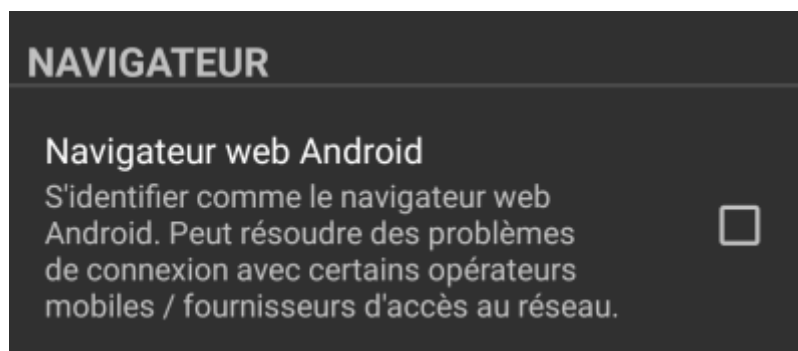 NAVIGATEUR
Navigateur web Android
S'identifier comme le navigateur web
Android. Peut résoudre des problèmes
de connexion avec certains opérateurs
mobiles / fournisseurs d'accès au réseau.